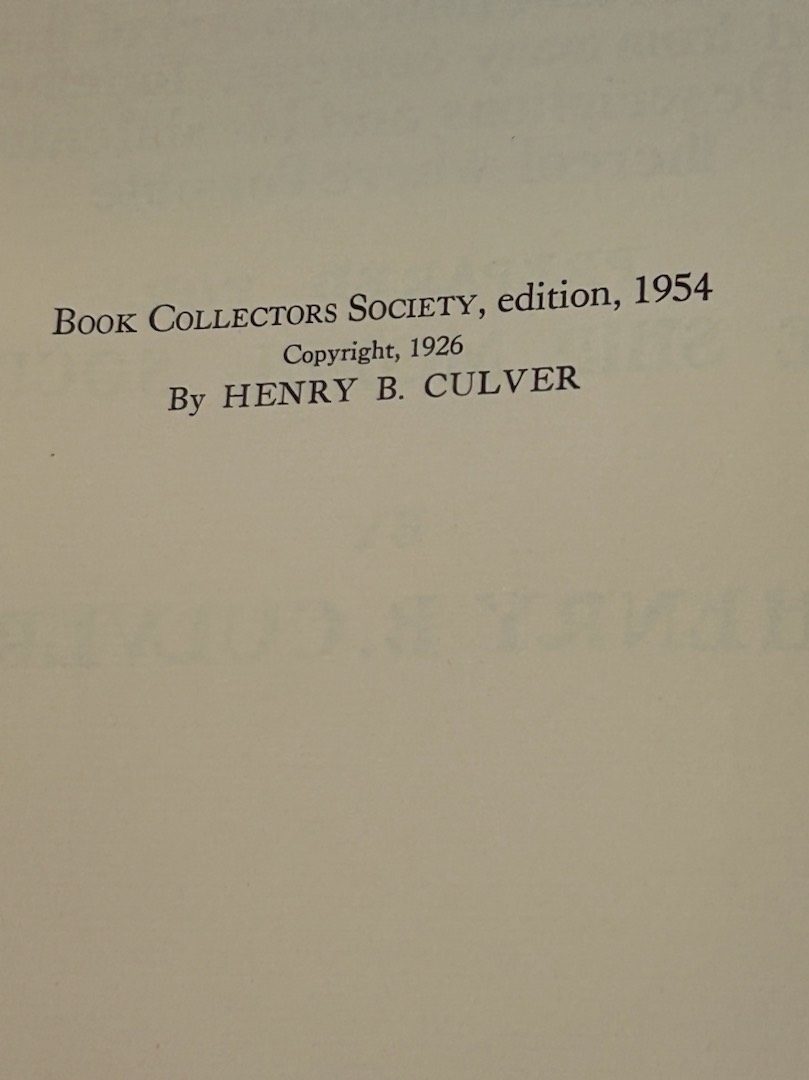 BOOK COLLECTORS SOCIETY, edition, 1954
Copyright, 1926
By HENRY B. CULVER